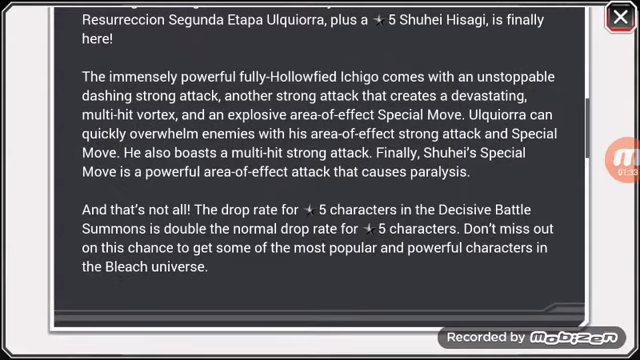 Resurreccion Segunda Etapa Ulquiorra, plus a ★ 5 Shuhei Hisagi, is finally
here!
The immensely powerful fully-Hollowfied Ichigo comes with an unstoppable
dashing strong attack, another strong attack that creates a devastating,
multi-hit vortex, and an explosive area-of-effect Special Move. Ulquiorra can
quickly overwhelm enemies with his area-of-effect strong attack and Special
Move. He also boasts a multi-hit strong attack. Finally, Shuhei's Special
Move is a powerful area-of-effect attack that causes paralysis.
And that's not all! The drop rate for ★ 5 characters in the Decisive Battle
Summons is double the normal drop rate for ★ 5 characters. Don't miss out
on this chance to get some of the most popular and powerful characters in
the Bleach universe.
01:33
Recorded by mobizen